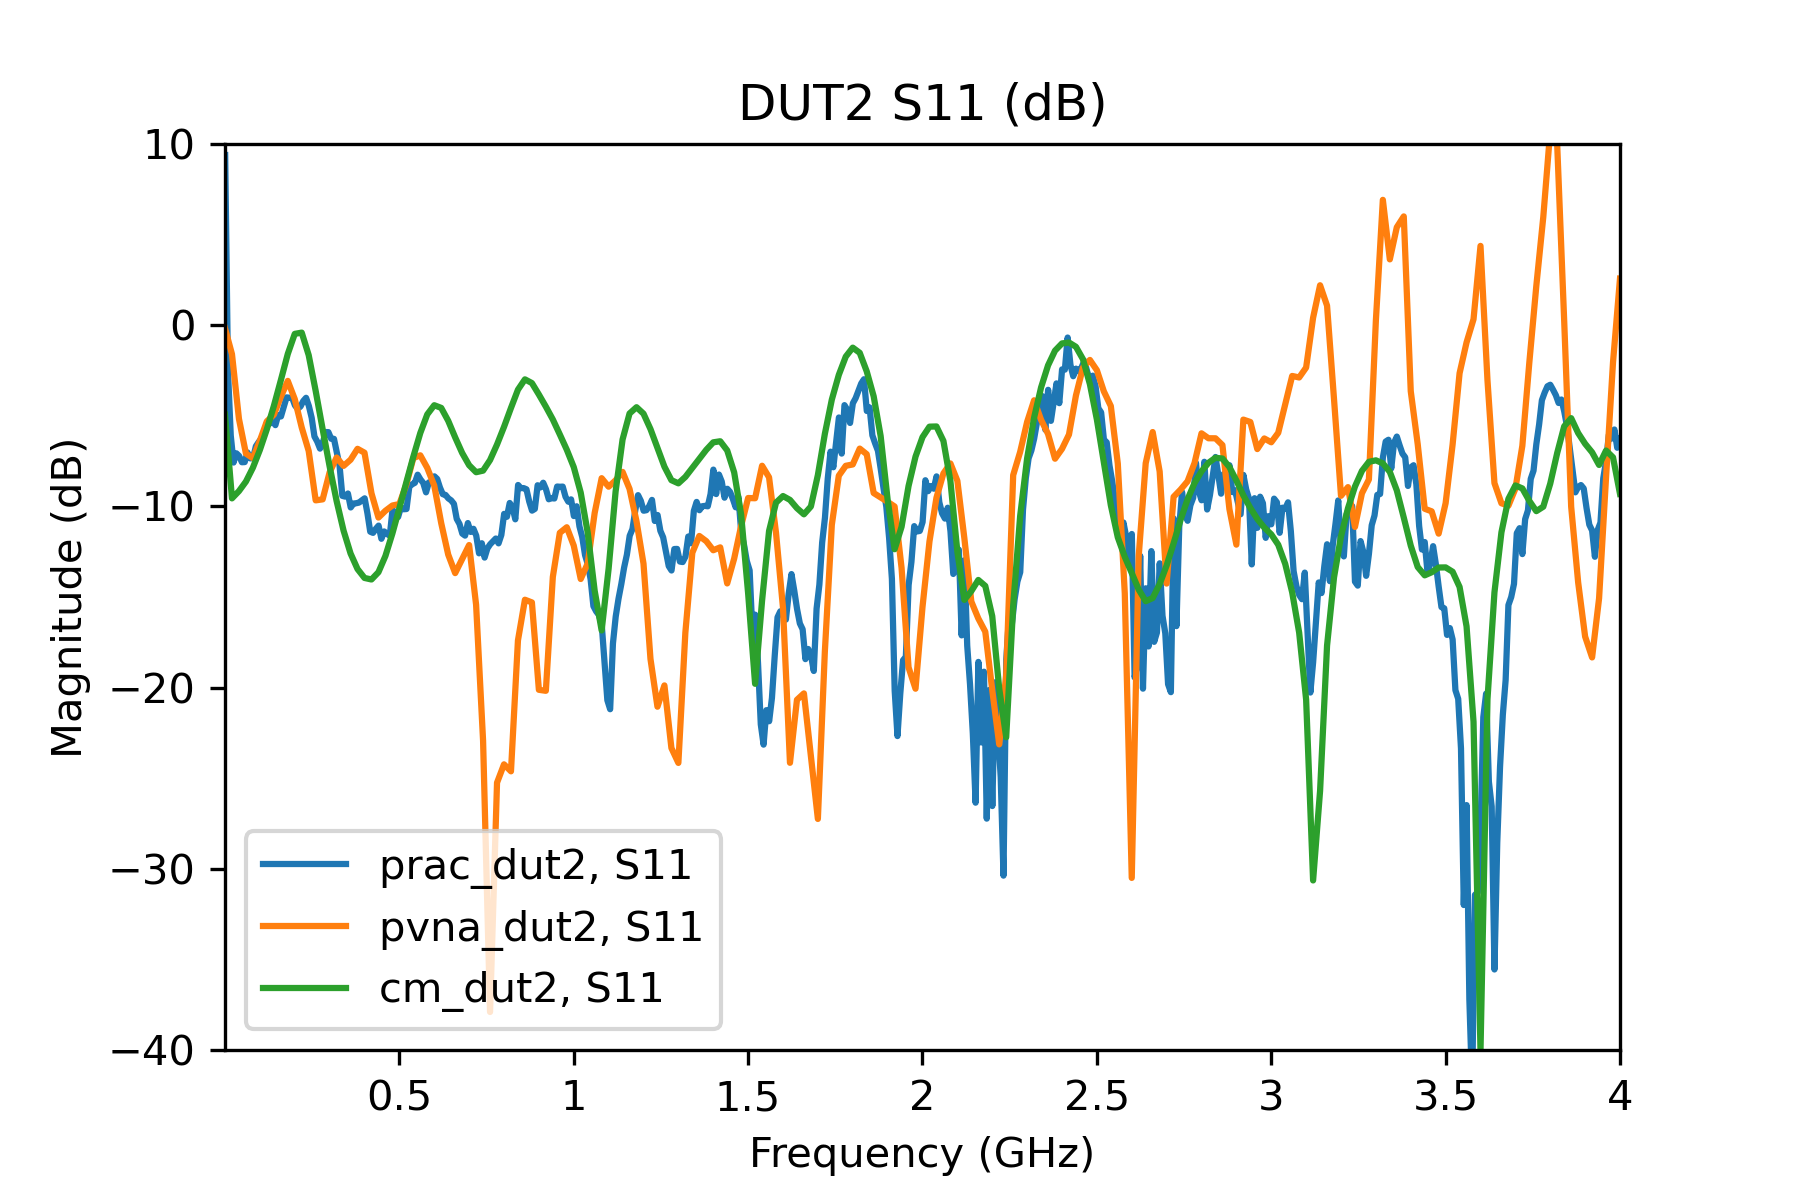 DUT2 S11 (dB)
10
0
−10
−20
−30
−40
Magnitude (dB)
prac_dut2, S11
pvna_dut2, S11
cm_dut2, S11
0.5 1 1.5 2 2.5 3 3.5 4
Frequency (GHz)